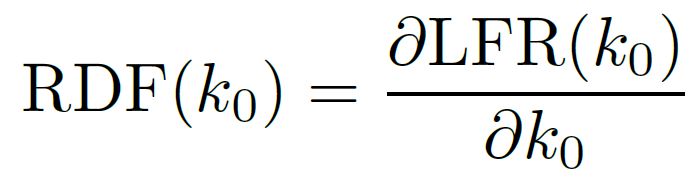 RDF(k₀) = ∂LFR(k₀) / ∂k₀